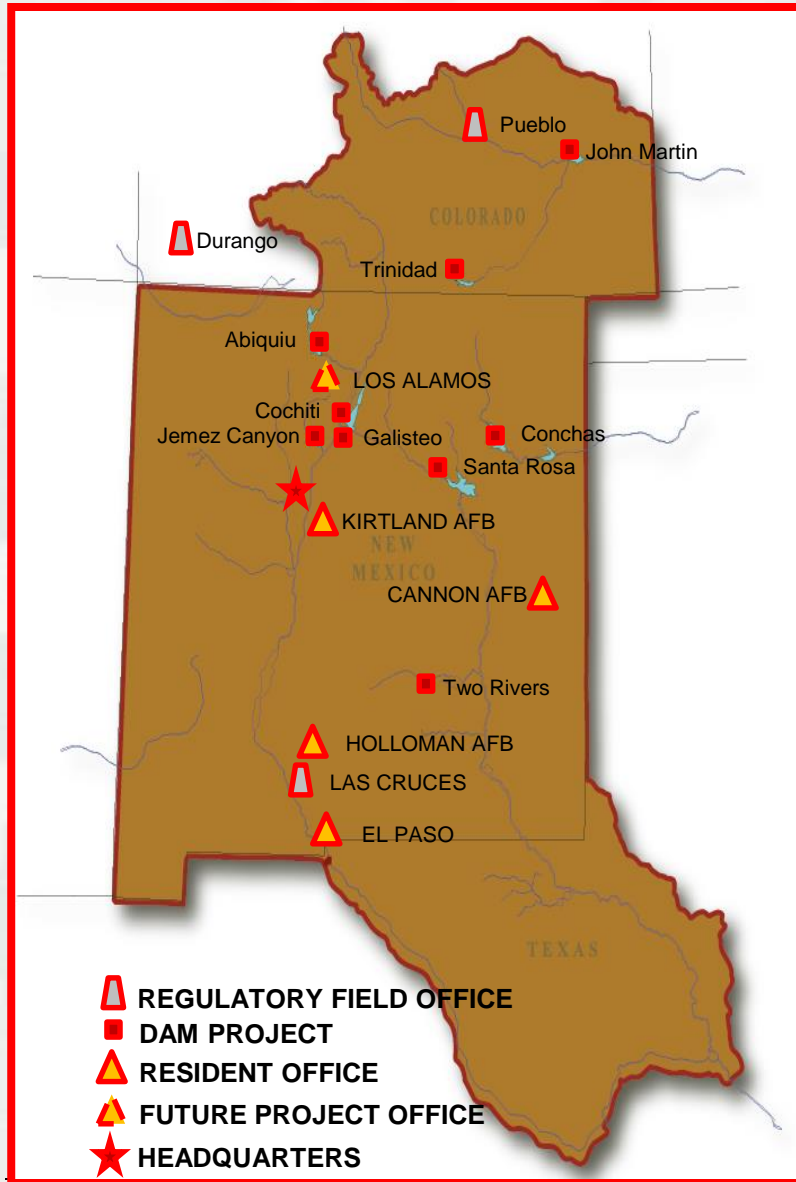 Pueblo
John Martin
COLORADO
Durango
Trinidad
Abiquiu
LOS ALAMOS
Cochiti
Jemez Canyon
Galisteo
Conchas
Santa Rosa
KIRTLAND AFB
NEW
MEXICO
CANNON AFB
Two Rivers
HOLLOMAN AFB
LAS CRUCES
EL PASO
TEXAS
REGULATORY FIELD OFFICE
DAM PROJECT
RESIDENT OFFICE
FUTURE PROJECT OFFICE
HEADQUARTERS